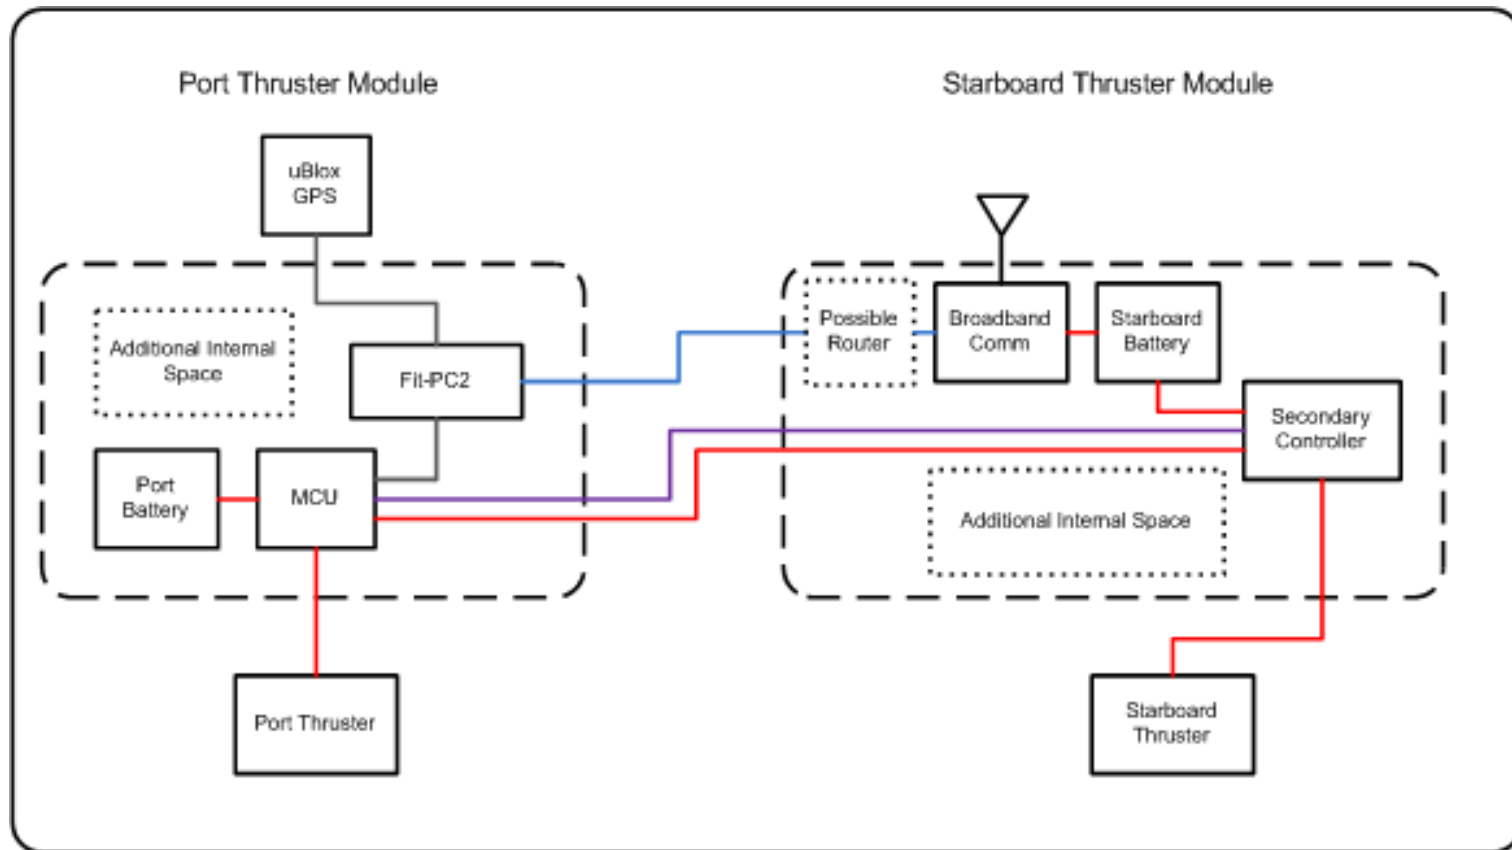 Port Thruster Module
Starboard Thruster Module
uBlox
GPS
Additional Internal
Space
Fit-PC2
Port
Battery
MCU
Port Thruster
Possible
Router
Broadband
Comm
Starboard
Battery
Secondary
Controller
Additional Internal Space
Starboard
Thruster